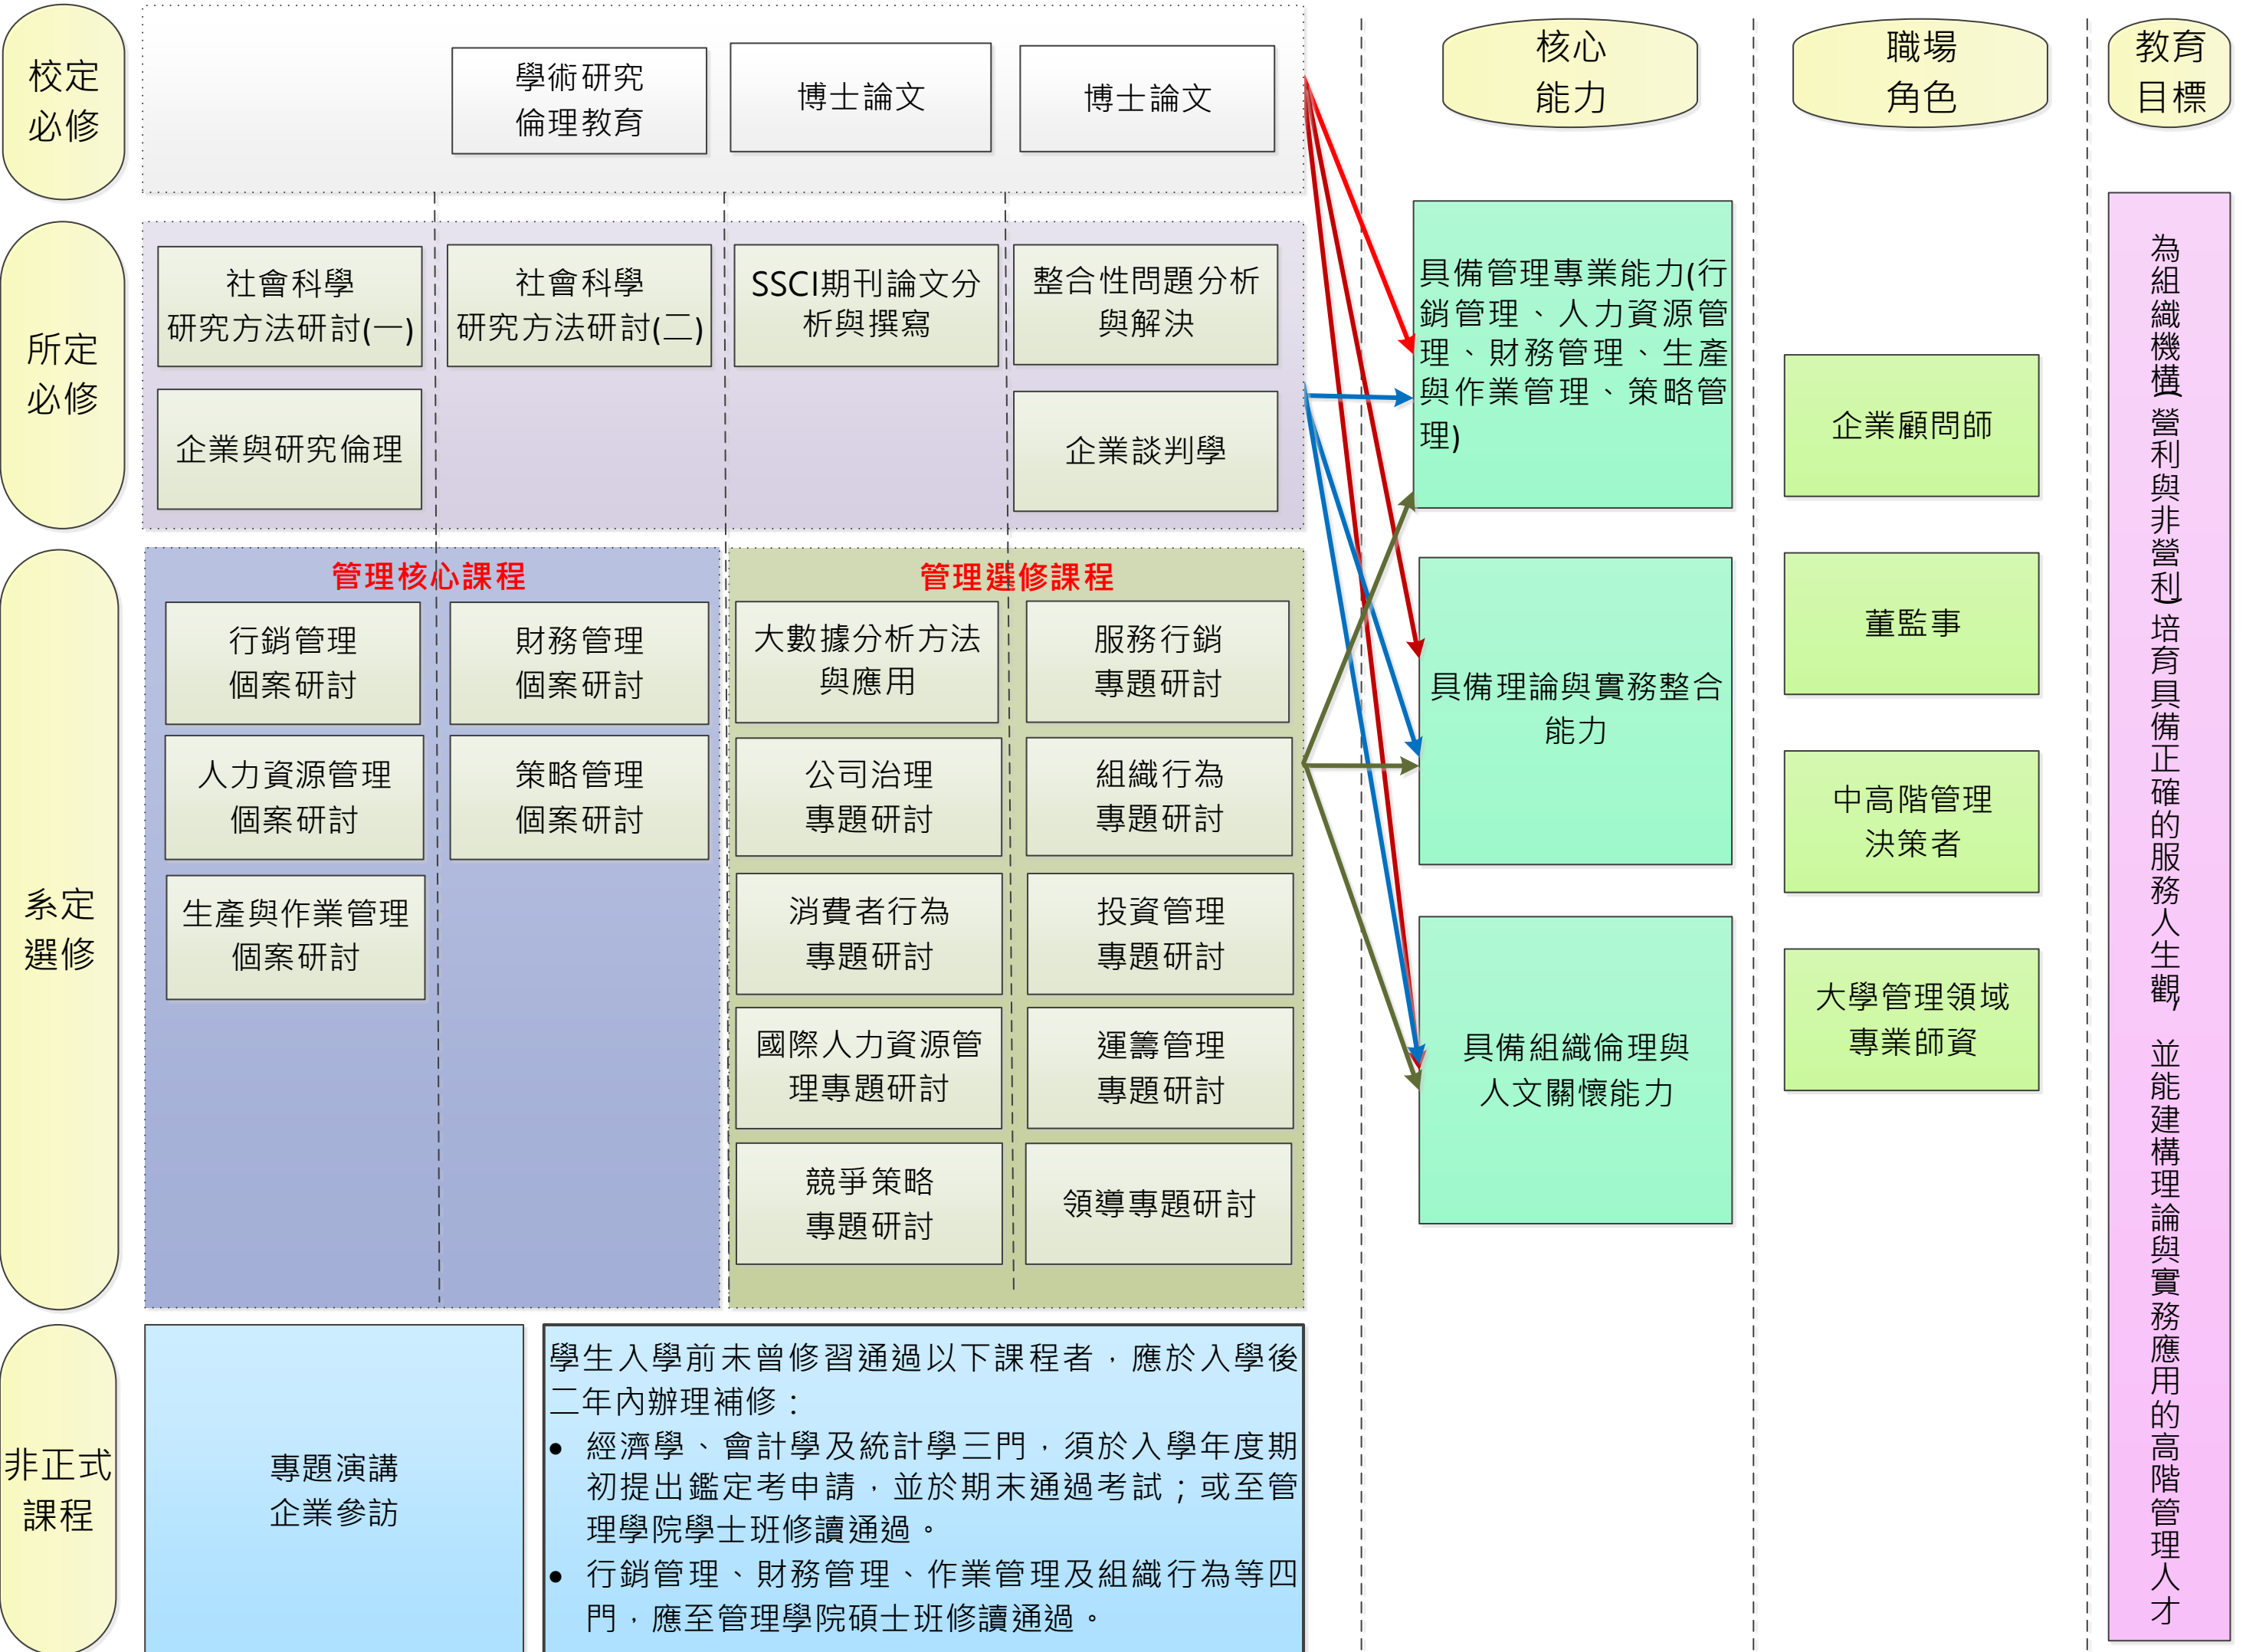 校定
必修
學術研究
倫理教育
博士論文
博士論文
核心
能力
職場
角色
教育
目標
所定
必修
社會科學
研究方法研討(一)
社會科學
研究方法研討(二)
SSCI期刊論文分
析與撰寫
整合性問題分析
與解決
企業與研究倫理
企業談判學
系定
選修
管理核心課程
行銷管理
個案研討
財務管理
個案研討
人力資源管理
個案研討
策略管理
個案研討
生產與作業管理
個案研討
管理選修課程
大數據分析方法
與應用
服務行銷
專題研討
公司治理
專題研討
組織行為
專題研討
消費者行為
專題研討
投資管理
專題研討
國際人力資源管
理專題研討
運籌管理
專題研討
競爭策略
專題研討
領導專題研討
非正式
課程
專題演講
企業參訪
學生入學前未曾修習通過以下課程者，應於入學後
二年內辦理補修：
● 經濟學、會計學及統計學三門，須於入學年度期
初提出鑑定考申請，並於期末通過考試；或至管
理學院學士班修讀通過。
● 行銷管理、財務管理、作業管理及組織行為等四
門，應至管理學院碩士班修讀通過。
具備管理專業能力(行
銷管理、人力資源管
理、財務管理、生產
與作業管理、策略管
理)
具備理論與實務整合
能力
具備組織倫理與
人文關懷能力
企業顧問師
董監事
中高階管理
決策者
大學管理領域
專業師資
為組織機構(營利與非營利)培育具備正確的服務人生觀，並能建構理論與實務應用的高階管理人才